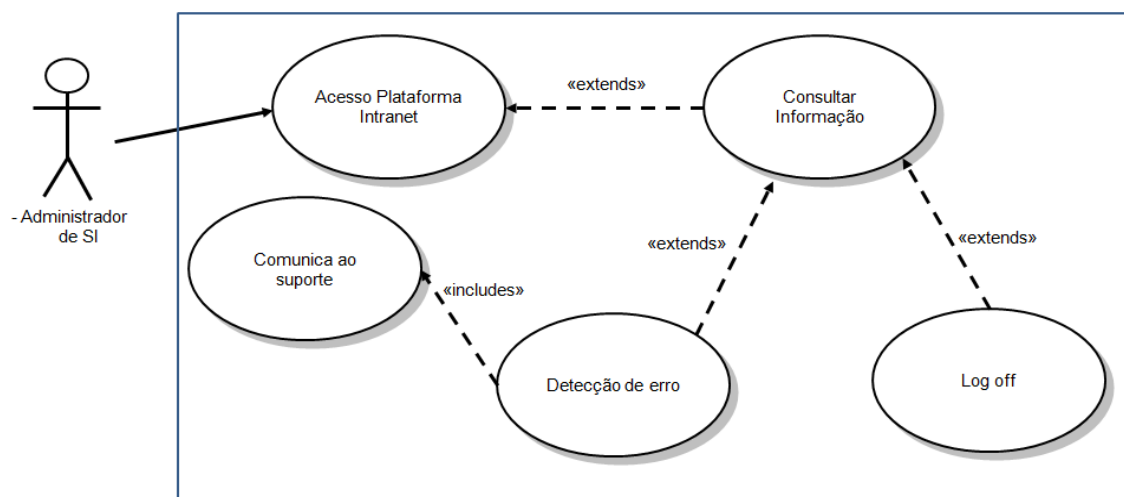 Acesso Plataforma
Intranet
«extends»
Consultar
Informação
- Administrador
de SI
Comunica ao
suporte
«includes»
«extends»
«extends»
Detecção de erro
Log off